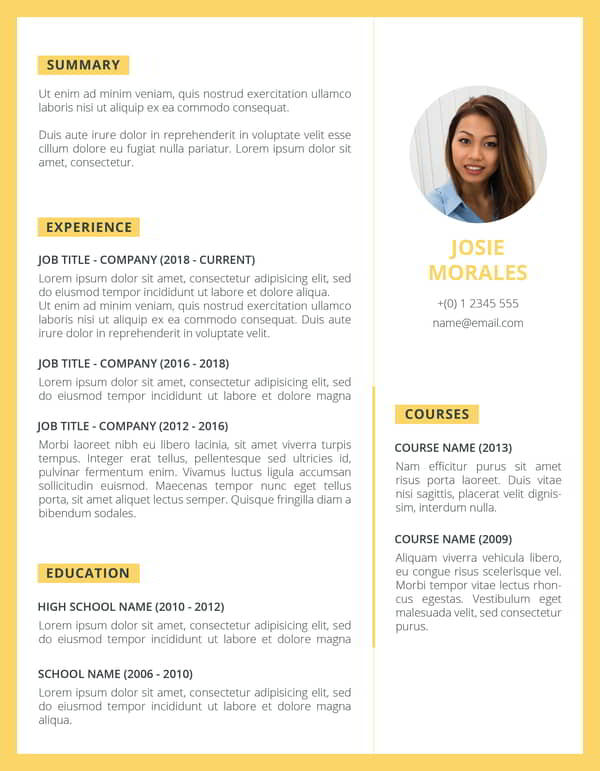 SUMMARY
Ut enim ad minim veniam, quis nostrud exercitation ullamco
laboris nisi ut aliquip ex ea commodo consequat.
Duis aute irure dolor in reprehenderit in voluptate velit esse
cillum dolore eu fugiat nulla pariatur. Lorem ipsum dolor sit
amet, consectetur.
EXPERIENCE
JOB TITLE - COMPANY (2018 - CURRENT)
Lorem ipsum dolor sit amet, consectetur adipisicing elit, sed
do eiusmod tempor incididunt ut labore et dolore magna aliqua.
Ut enim ad minim veniam, quis nostrud exercitation ullamco
laboris nisi ut aliquip ex ea commodo consequat. Duis aute
irure dolor in reprehenderit in voluptate velit.
JOB TITLE - COMPANY (2016 - 2018)
Lorem ipsum dolor sit amet, consectetur adipisicing elit, sed
do eiusmod tempor incididunt ut labore et dolore magna
JOB TITLE - COMPANY (2012 - 2016)
Morbi laoreet nibh eu libero lacinia, sit amet viverra turpis
tempus. Integer erat tellus, pellentesque sed ultricies id,
pulvinar fermentum enim. Vivamus luctus ligula accumsan
sollicitudin euismod. Maecenas tempor nunc eget tellus
porta, sit amet aliquet lectus semper. Quisque fringilla diam a
bibendum sodales.
EDUCATION
HIGH SCHOOL NAME (2010 - 2012)
Lorem ipsum dolor sit amet, consectetur adipisicing elit, sed
do eiusmod tempor incididunt ut labore et dolore magna
SCHOOL NAME (2006 - 2010)
Lorem ipsum dolor sit amet, consectetur adipisicing elit, sed
do eiusmod tempor incididunt ut labore et dolore magna
aliqua.
JOSIE
MORALES
+(0) 1 2345 555
name@email.com
COURSES
COURSE NAME (2013)
Nam efficitur purus sit amet
risus porta laoreet. Duis vitae
nisi sagittis, placerat velit dignis-
sim, interdum nulla.
COURSE NAME (2009)
Aliquam viverra vehicula libero,
eu congue risus scelerisque vel.
Morbi tempor vitae lectus rhon-
cus egestas. Vestibulum eget
malesuada velit, sed consectetur
purus.